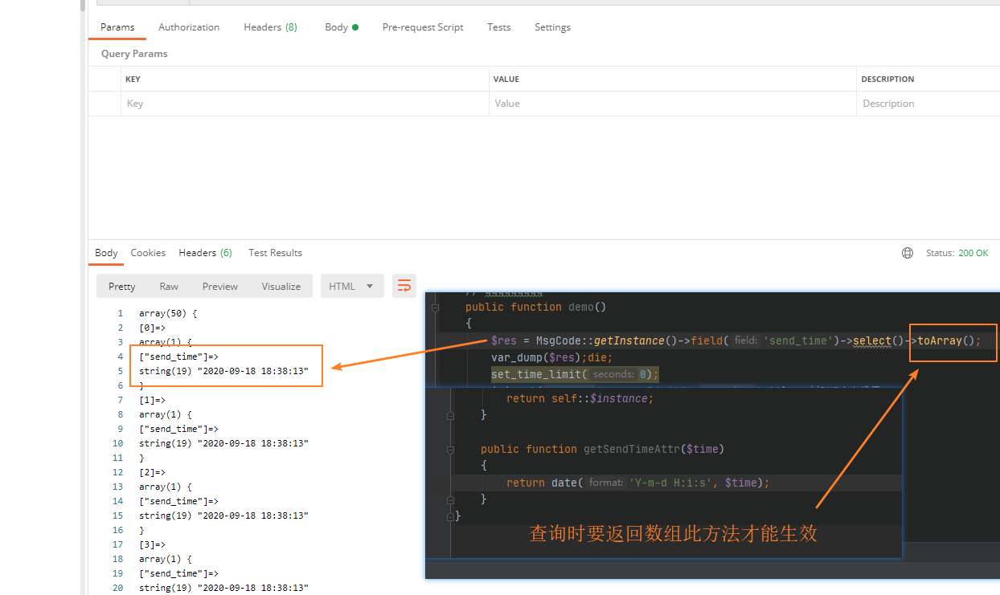 Params Authorization Headers (8) Body Pre-request Script Tests Settings
Query Params
KEY VALUE DESCRIPTION
Key Value Description
Body Cookies Headers (6) Test Results Status: 200 OK
Pretty Raw Preview Visualize HTML
1 array(50) {
2 [0]=>
3 array(1) {
4 ["send_time"]=>
5 string(19) "2020-09-18 18:38:13"
6 }
7 [1]=>
8 array(1) {
9 ["send_time"]=>
10 string(19) "2020-09-18 18:38:13"
11 }
12 [2]=>
13 array(1) {
14 ["send_time"]=>
15 string(19) "2020-09-18 18:38:13"
16 }
17 [3]=>
18 array(1) {
19 ["send_time"]=>
20 string(19) "2020-09-18 18:38:13"
public function demo()
{
$res = MsgCode::getInstance()->field( field: 'send_time')->select()->toArray();
var_dump($res);die;
set_time_limit( seconds: 0);
return self::$instance;
}
public function getSendTimeAttr($time)
{
return date( format: 'Y-m-d H:i:s', $time);
}
}
查询时要返回数组此方法才能生效